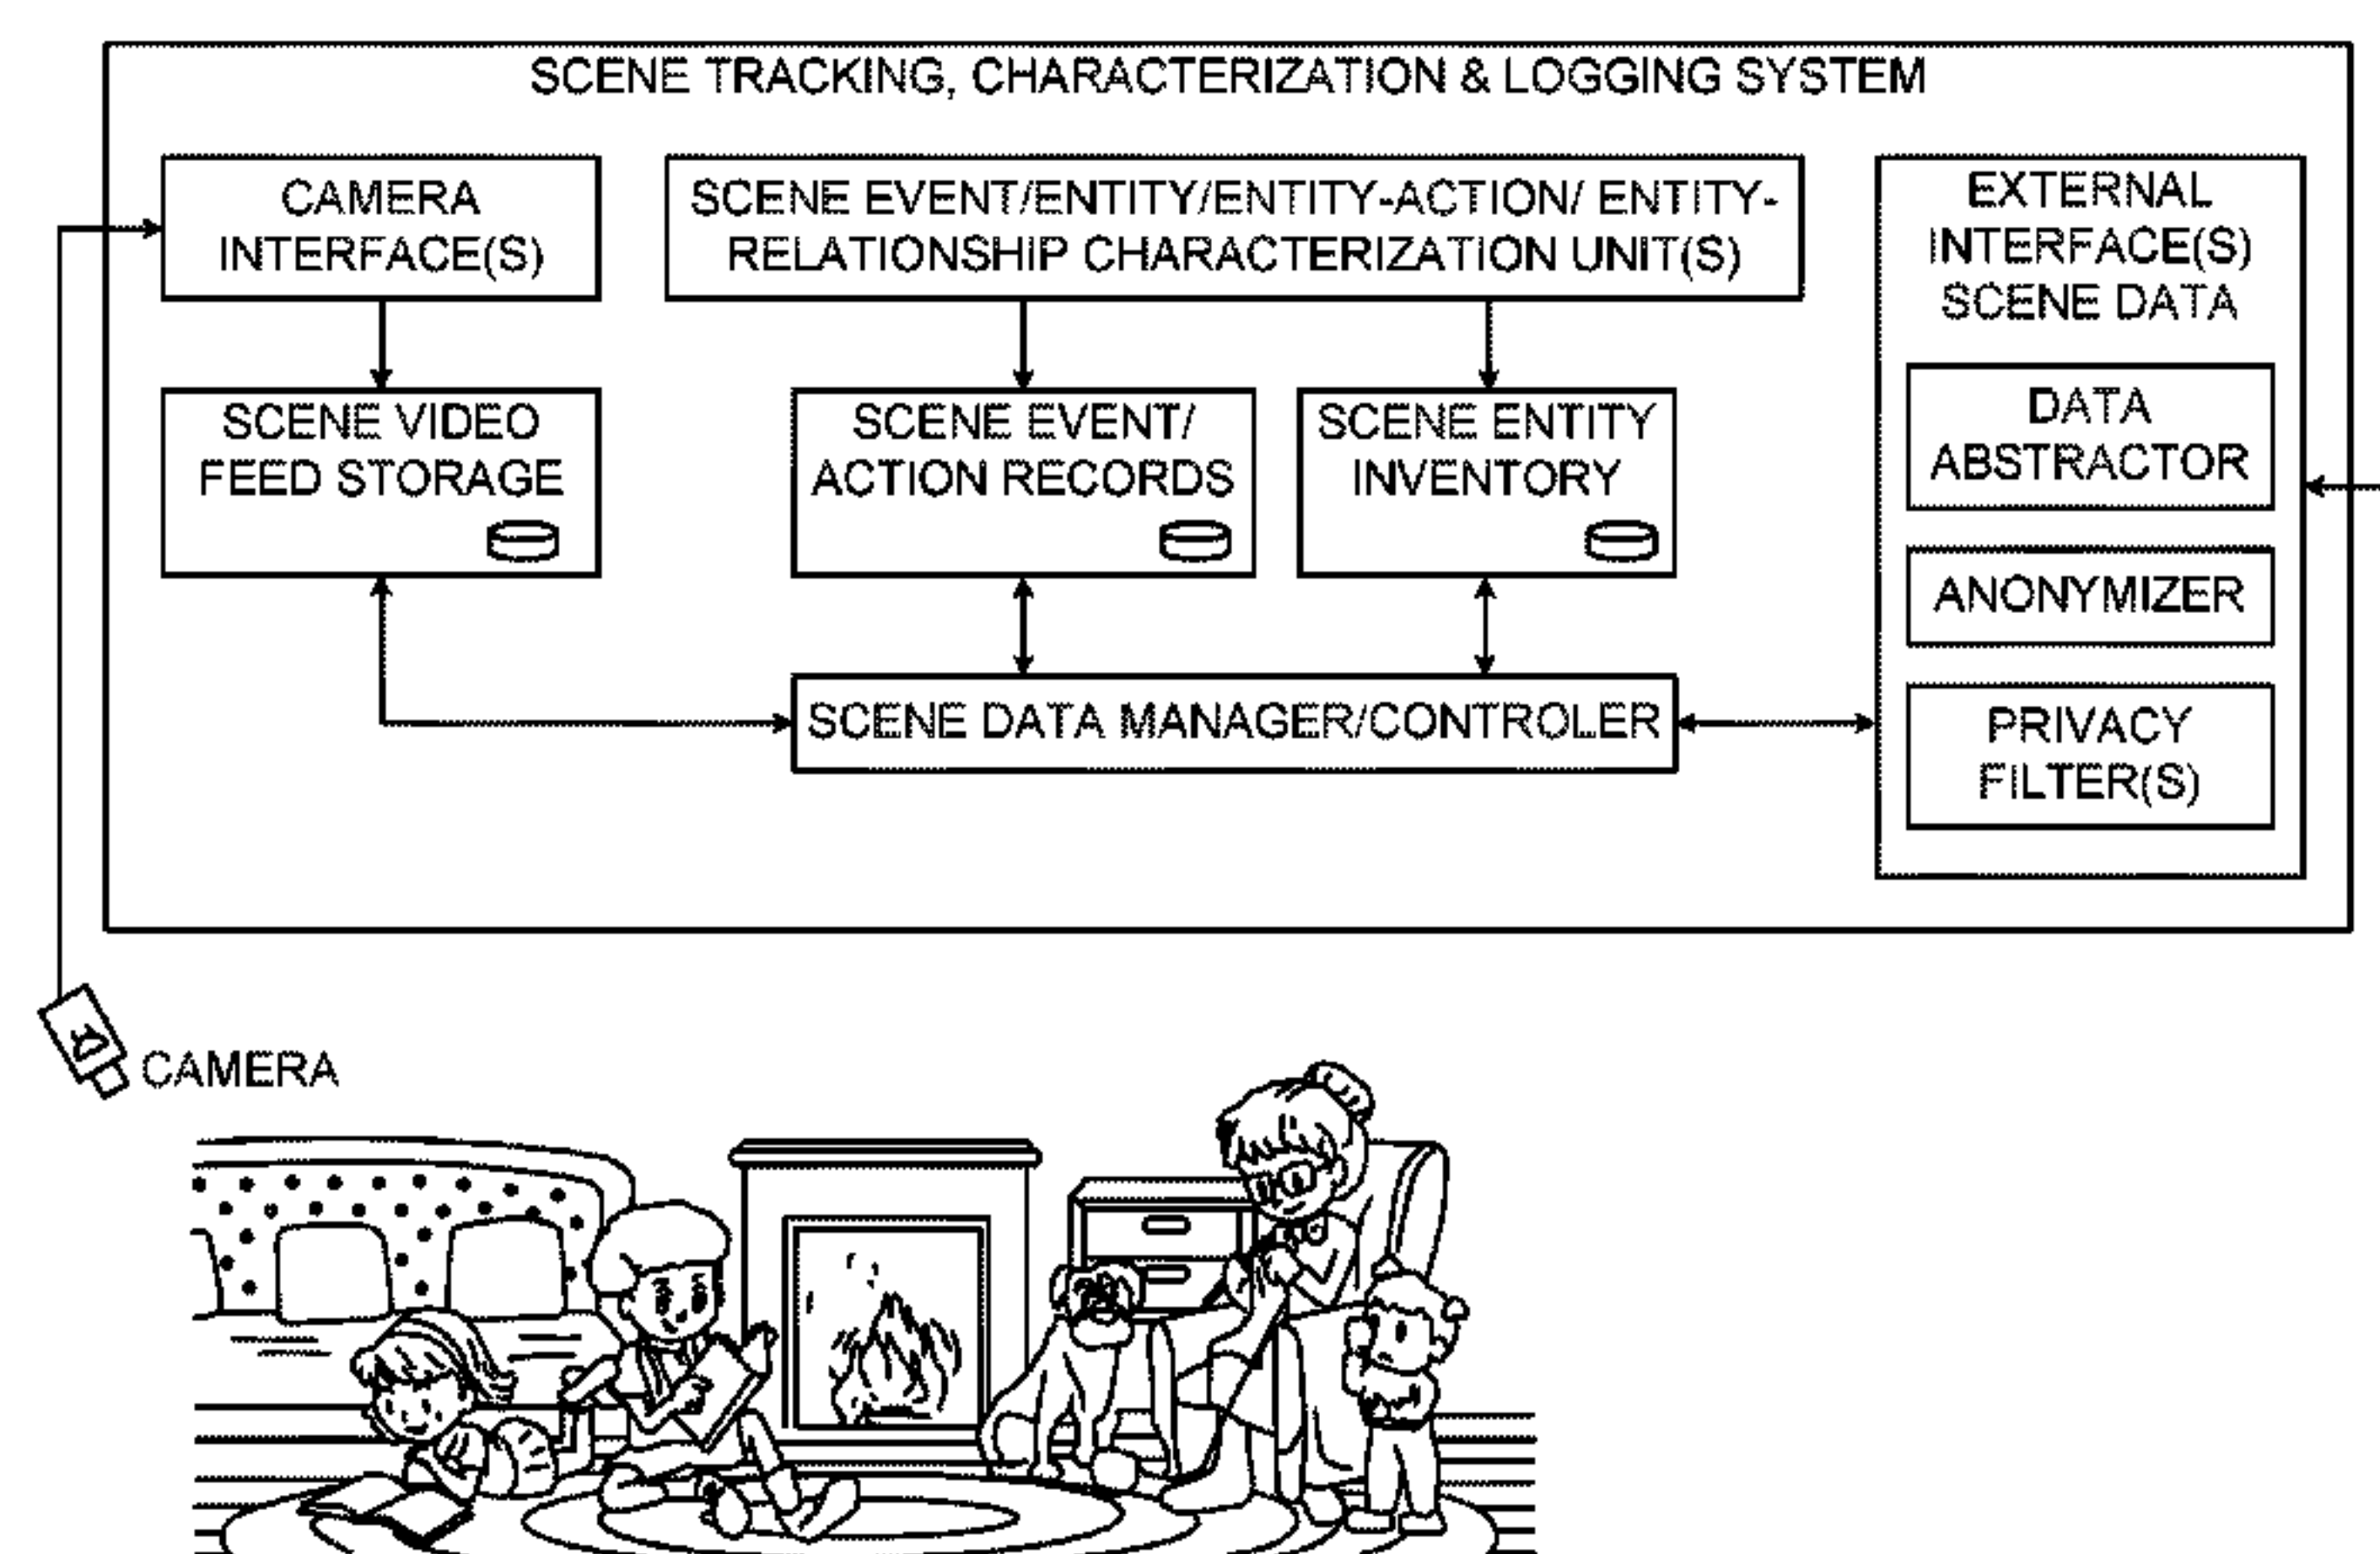 SCENE TRACKING, CHARACTERIZATION & LOGGING SYSTEM
CAMERA
INTERFACE(S)
SCENE EVENT/ENTITY/ENTITY-ACTION/ ENTITY-
RELATIONSHIP CHARACTERIZATION UNIT(S)
EXTERNAL
INTERFACE(S)
SCENE DATA
SCENE VIDEO
FEED STORAGE
SCENE EVENT/
ACTION RECORDS
SCENE ENTITY
INVENTORY
DATA
ABSTRACTOR
ANONYMIZER
SCENE DATA MANAGER/CONTROLER
PRIVACY
FILTER(S)
CAMERA